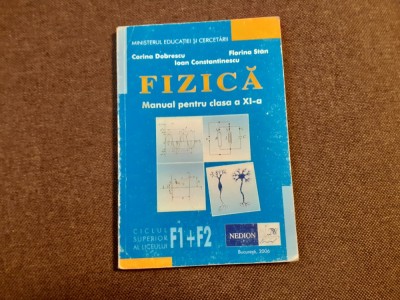 MINISTERUL EDUCAȚIEI ȘI CERCETĂRII
Corina Dobrescu Florina Stan
Ioan Constantinescu
FIZICĂ
Manual pentru clasa a XI-a
CICLUL
SUPERIOR
AL LICEULUI
F1+F2
NEDION
București, 2006